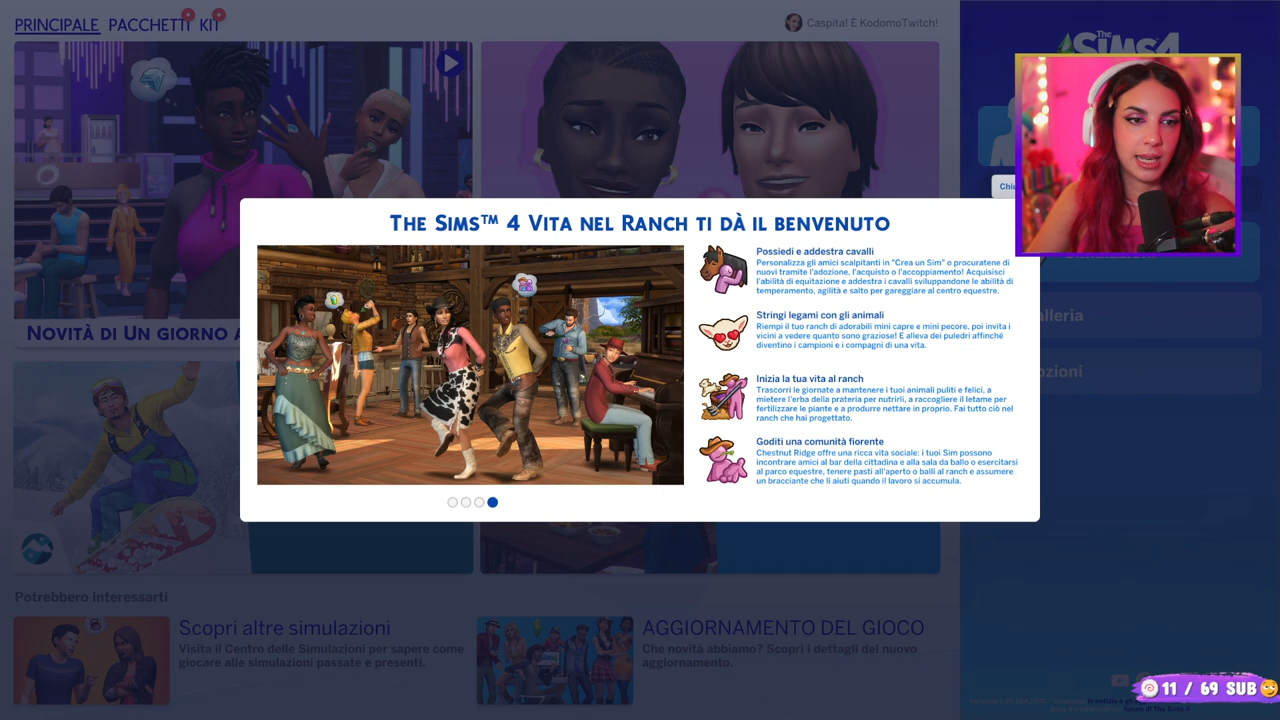 PRINCIPALE PACCHETTI KIT
Caspita! È KodomoTwitch!
The
SiMS4
Chiu
THE SIMS™ 4 VITA NEL RANCH TI DÀ IL BENVENUTO
Possiedi e addestra cavalli
Personalizza gli amici scalpitanti in "Crea un Sim" o procuratene di
nuovi tramite l'adozione, l'acquisto o l'accoppiamento! Acquisisci
l'abilità di equitazione e addestra i cavalli sviluppandone le abilità di
temperamento, agilità e salto per gareggiare al centro equestre.
Stringi legami con gli animali
Riempi il tuo ranch di adorabili mini capre e mini pecore, poi invita i
vicini a vedere quanto sono graziose! E alleva dei puledri affinché
diventino i campioni e i compagni di una vita.
Inizia la tua vita al ranch
Trascorri le giornate a mantenere i tuoi animali puliti e felici, a
mietere l'erba della prateria per nutrirli, a raccogliere il letame per
fertilizzare le piante e a produrre nettare in proprio. Fai tutto ciò nel
ranch che hai progettato.
Goditi una comunità fiorente
Chestnut Ridge offre una ricca vita sociale: i tuoi Sim possono
incontrare amici al bar della cittadina e alla sala da ballo o esercitarsi
al parco equestre, tenere pasti all'aperto o balli al ranch e assumere
un bracciante che li aiuti quando il lavoro si accumula.
alleria
ozioni
Potrebbero interessarti
Scopri altre simulazioni
Visita il Centro delle Simulazioni per sapere come
giocare alle simulazioni passate e presenti.
AGGIORNAMENTO DEL GIOCO
Che novità abbiamo? Scopri i dettagli del nuovo
aggiornamento.
11 / 69 SUB